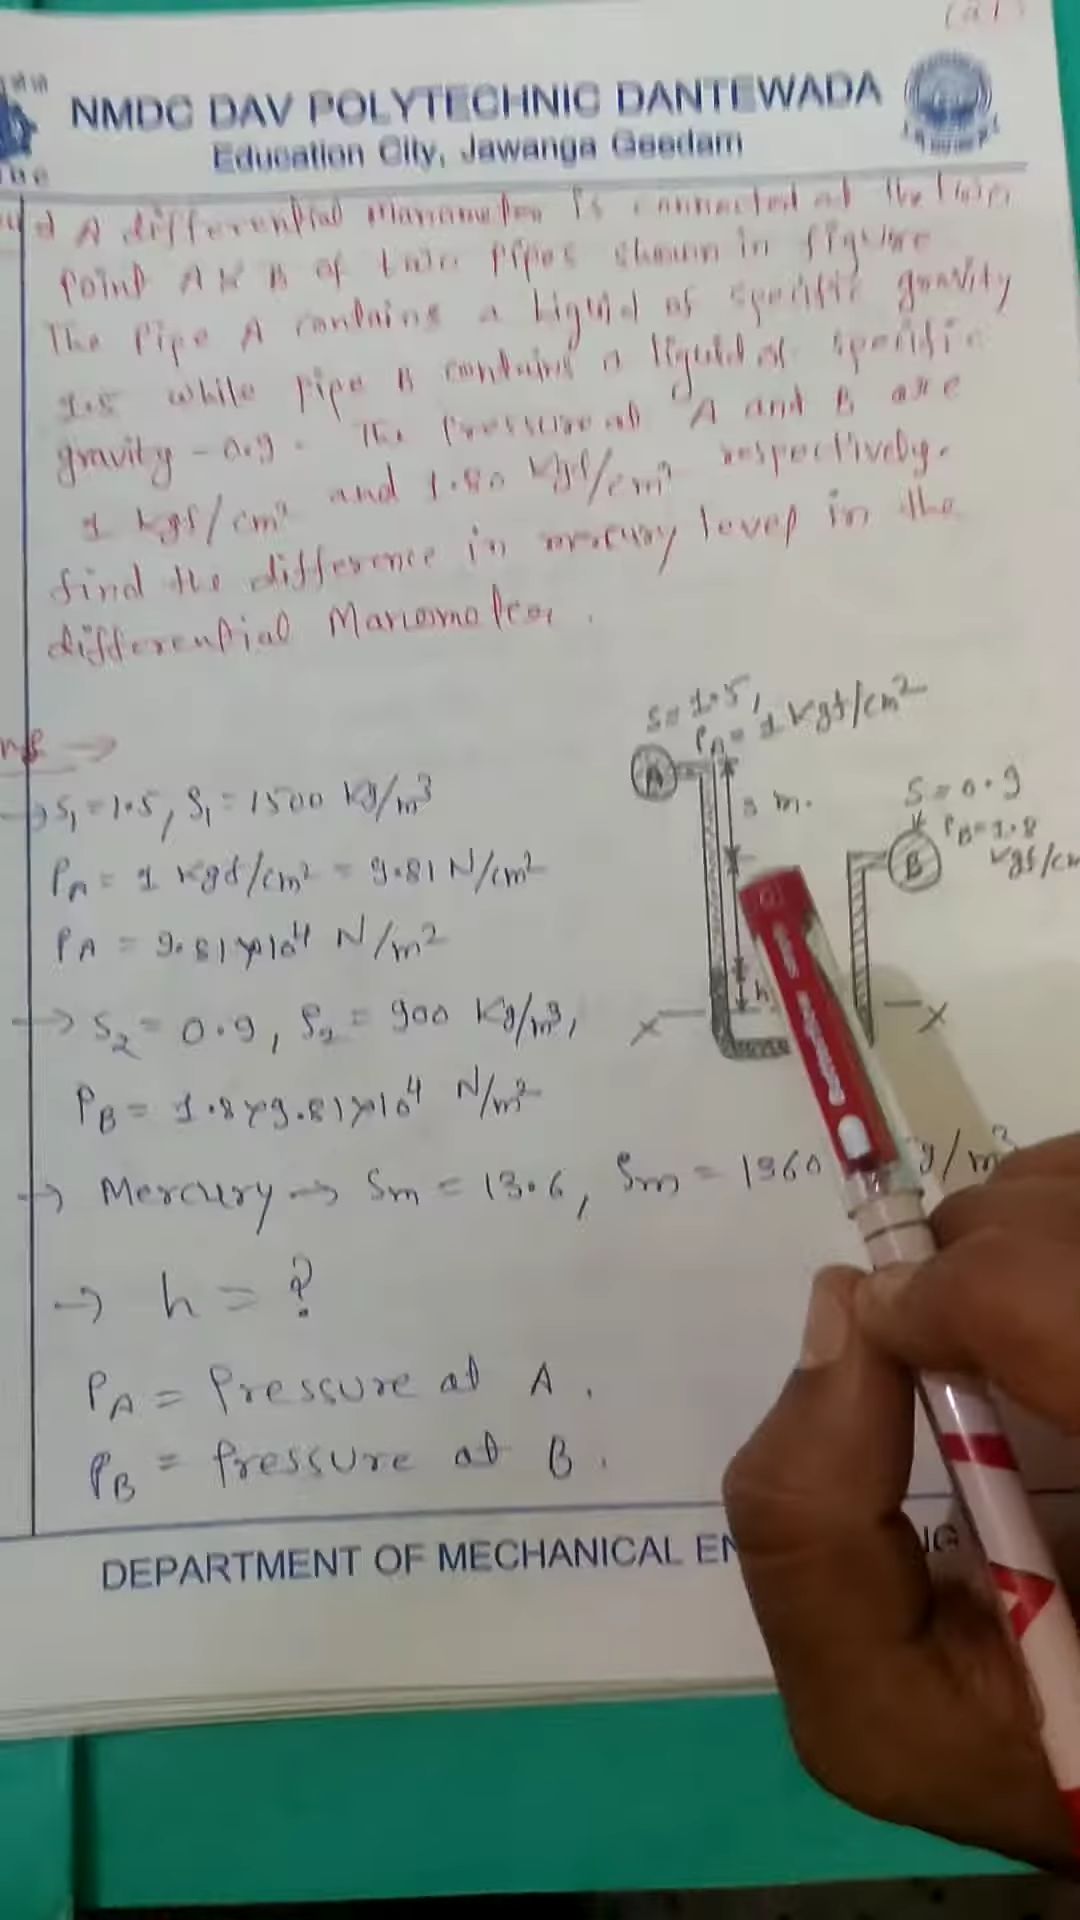 NMDC DAV POLYTECHNIC DANTEWADA
Education City, Jawanga Geedam
A differential Manometer is connected at the two
point A & B of two pipes shown in figure
The pipe A contains a liquid of specific gravity
1.5 while pipe B contains a liquid of specific
gravity - 0.9. The pressure at A and B are
1 kgf/cm² and 1.80 kgf/cm² respectively.
find the difference in mercury level in the
differential Manometer.
S = 1.5,
PA = 1 kgf/cm²
A
3 m.
S = 0.9
PB = 1.8
kgf/cm
B
h
X
X
→ S₁ = 1.5, S₁ = 1500 kg/m³
PA = 1 kgf/cm² = 9.81 N/cm²
PA = 9.81×10⁴ N/m²
→ S₂ = 0.9, S₂ = 900 kg/m³,
PB = 1.8×9.81×10⁴ N/m²
→ Mercury → Sm = 13.6, Sm = 1360 g/m³
→ h = ?
PA = Pressure at A.
PB = Pressure at B.
DEPARTMENT OF MECHANICAL EN NG